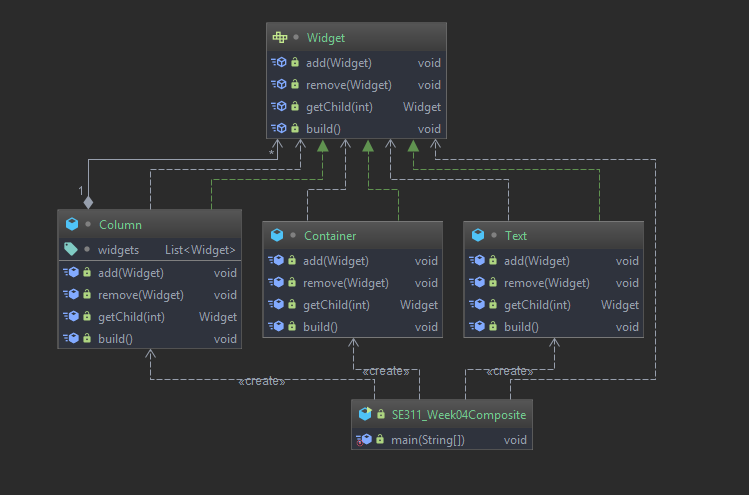 Widget
add(Widget) void
remove(Widget) void
getChild(int) Widget
build() void
*
1
Column
widgets List<Widget>
add(Widget) void
remove(Widget) void
getChild(int) Widget
build() void
Container
add(Widget) void
remove(Widget) void
getChild(int) Widget
build() void
Text
add(Widget) void
remove(Widget) void
getChild(int) Widget
build() void
«create»
«create»
«create»
SE311_Week04Composite
main(String[]) void